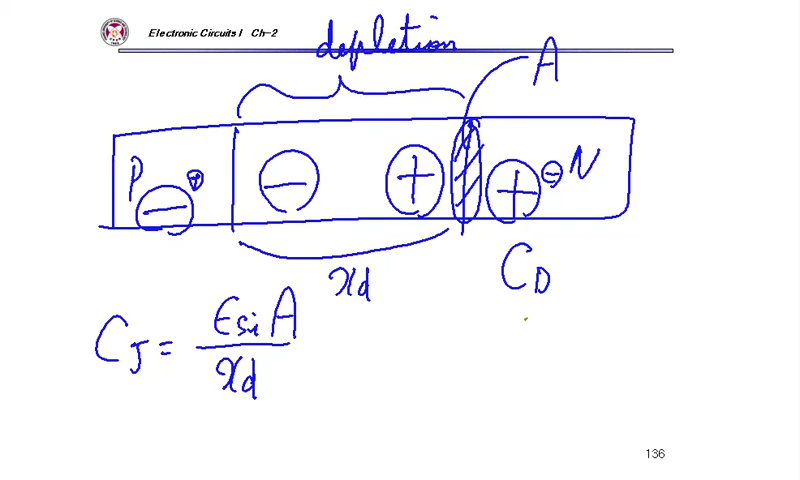 Electronic Circuits I Ch-2
depletion
A
P
N
xd
CD
CJ = εsi A / xd
136